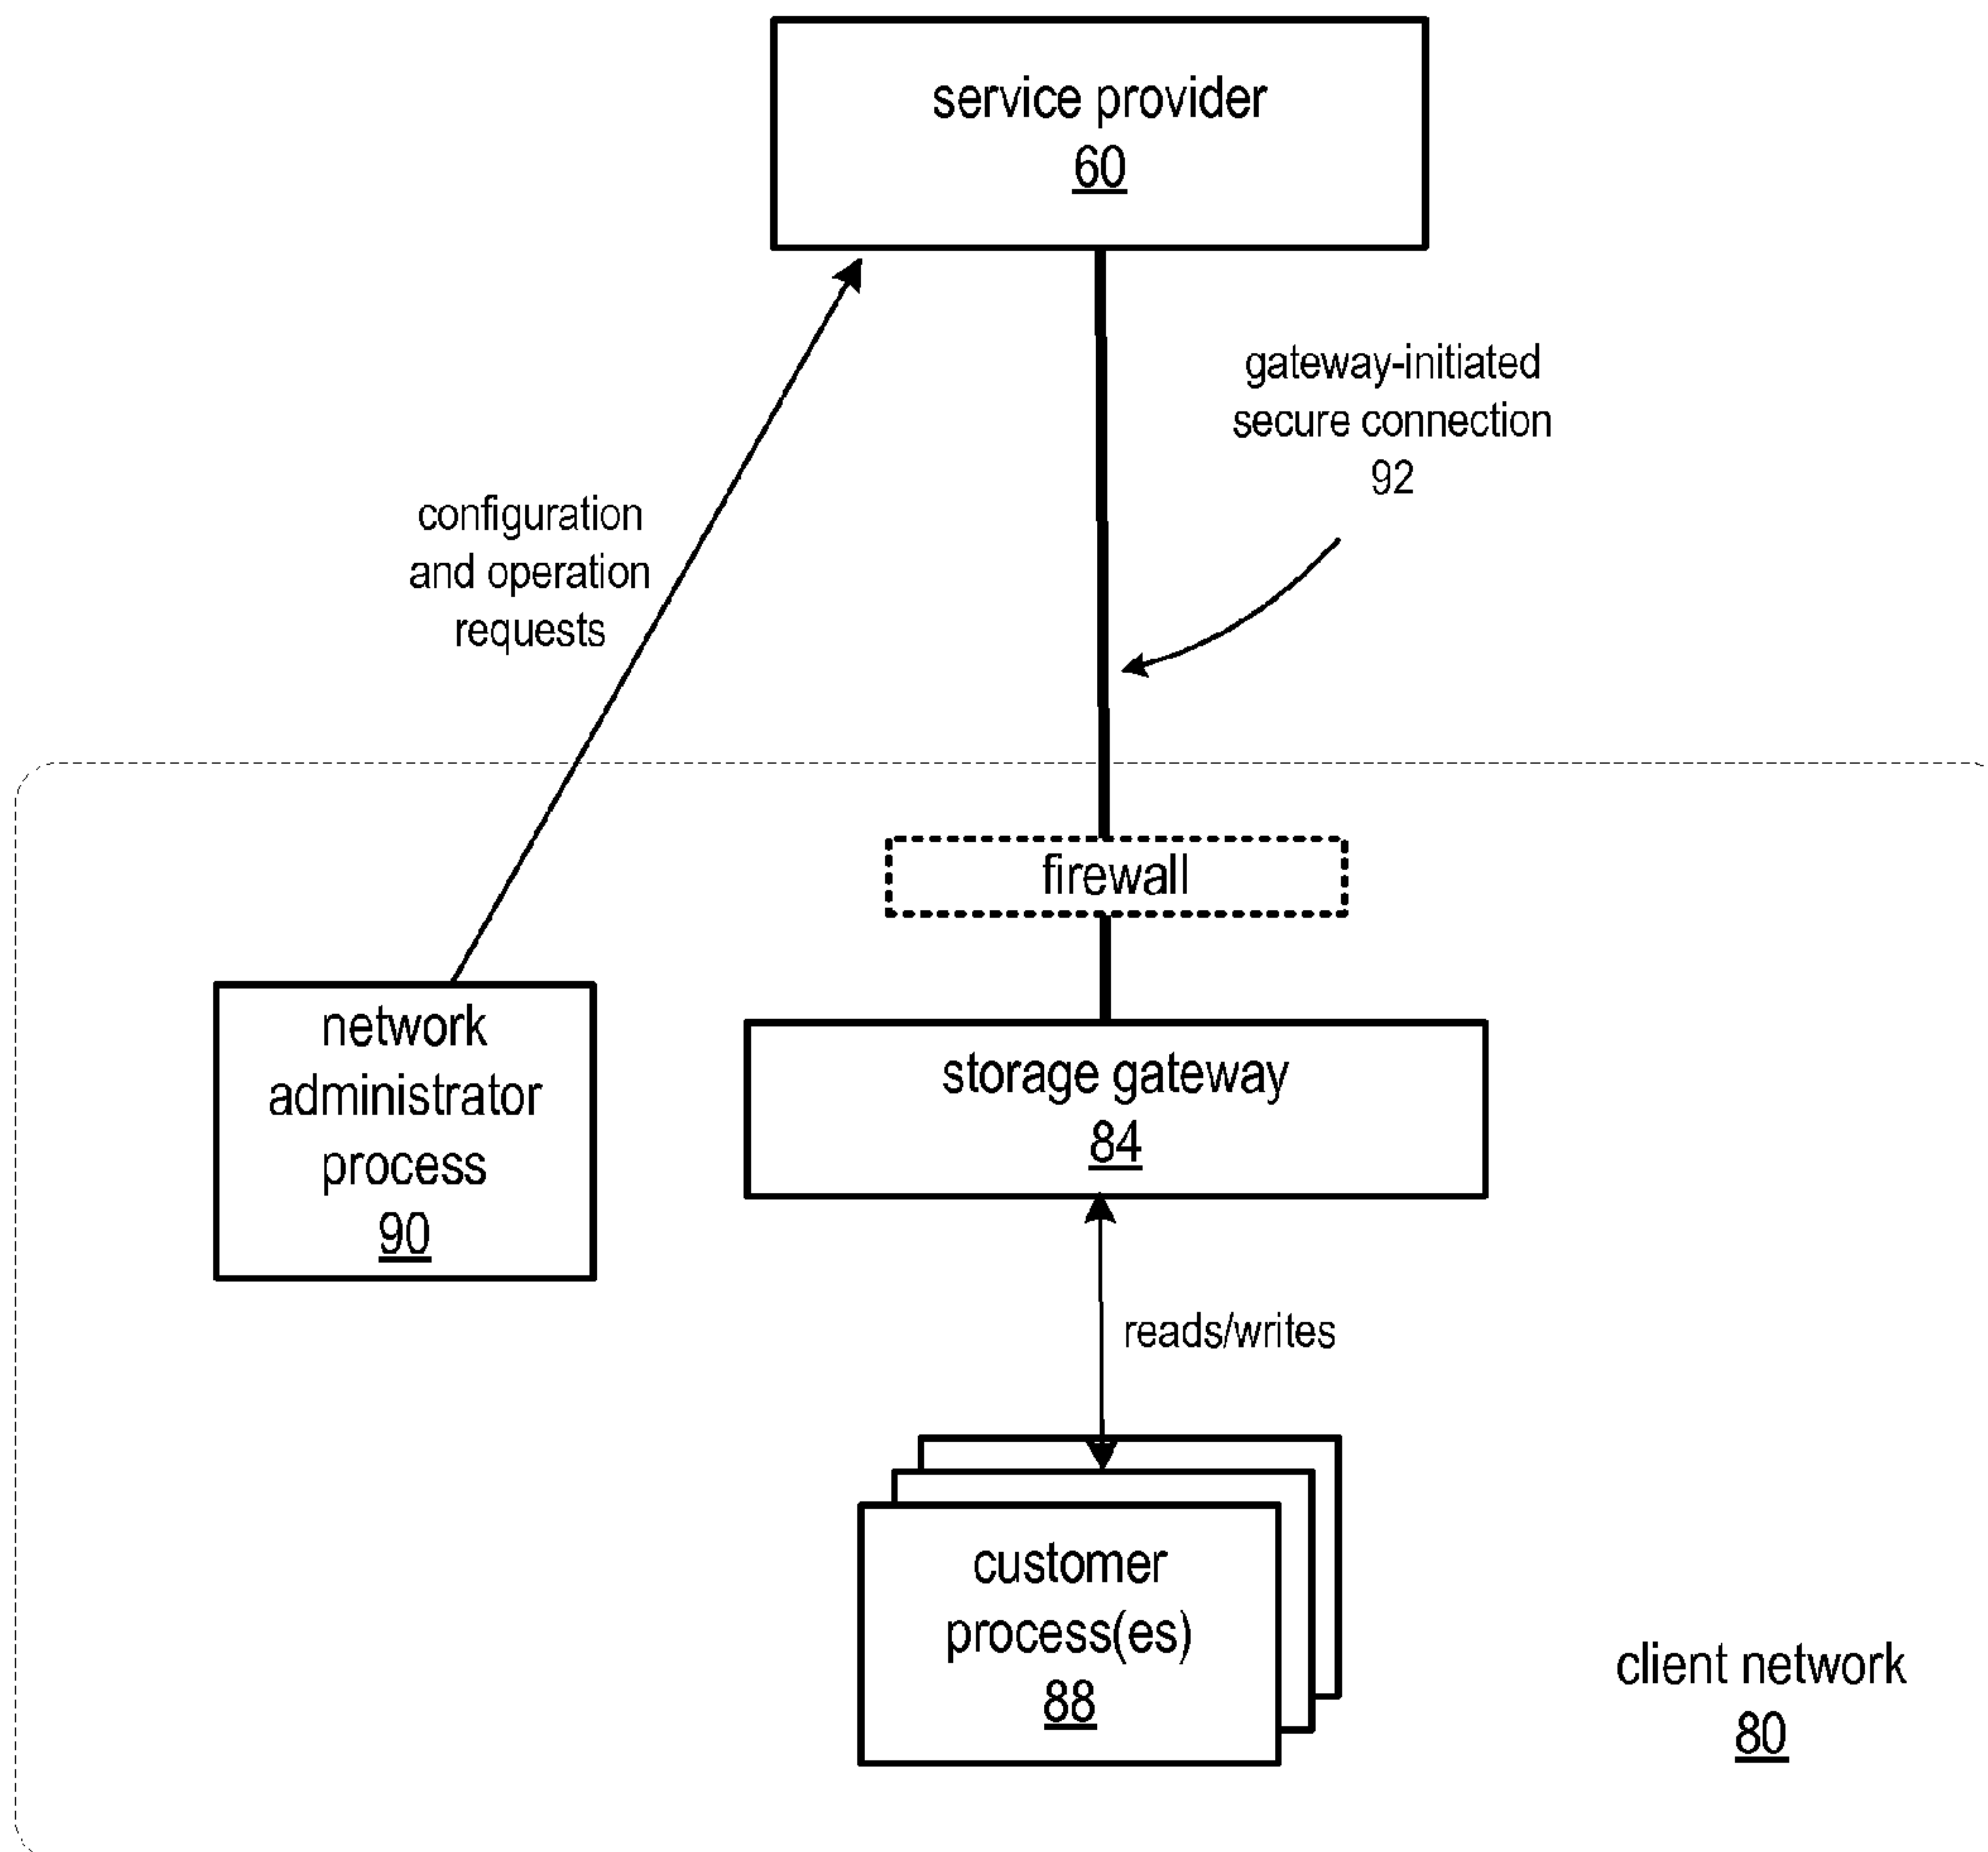 service provider
60
gateway-initiated
secure connection
92
configuration
and operation
requests
firewall
network
administrator
process
90
storage gateway
84
reads/writes
customer
process(es)
88
client network
80